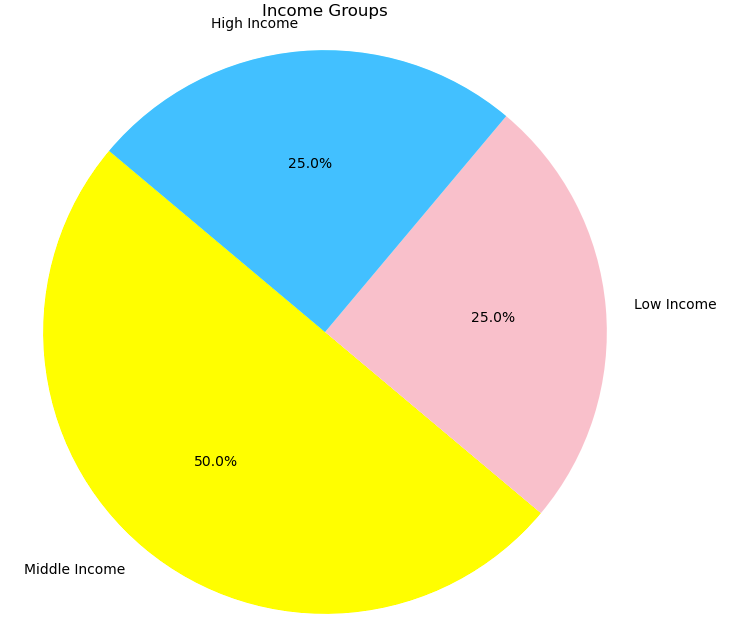 Income Groups
High Income
25.0%
25.0%
Low Income
50.0%
Middle Income